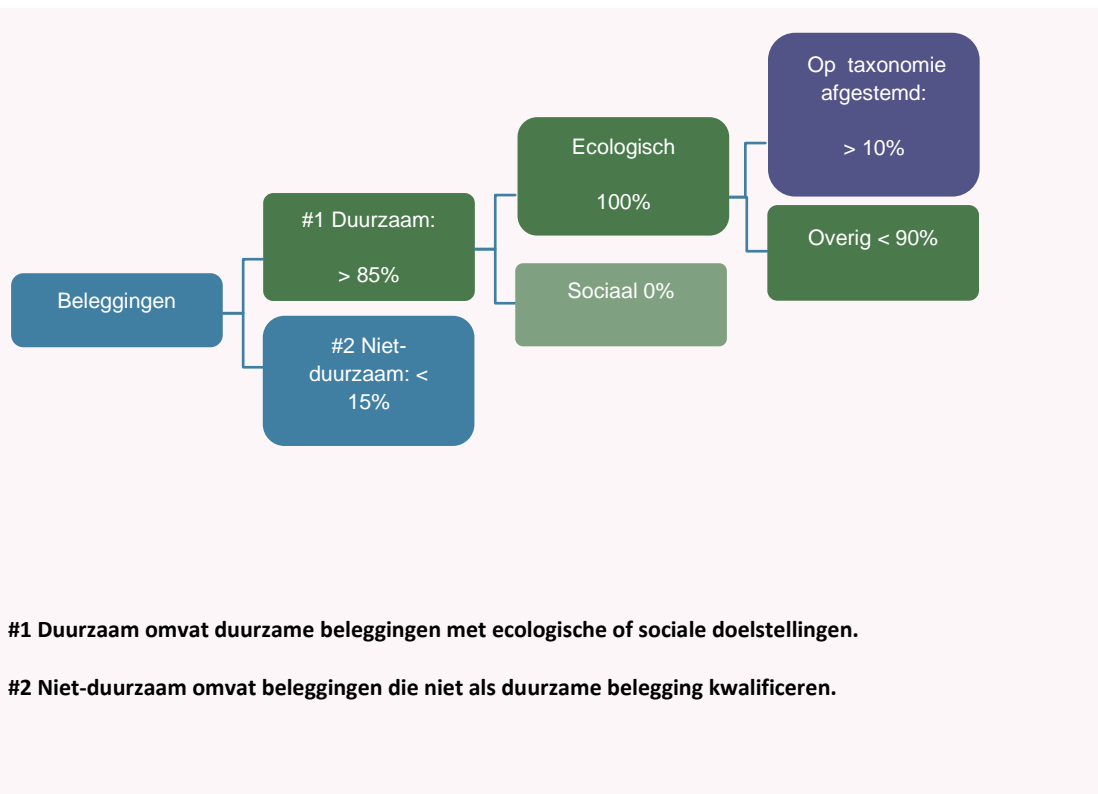 Beleggingen
#1 Duurzaam:
> 85%
#2 Niet-
duurzaam: <
15%
Ecologisch
100%
Sociaal 0%
Op taxonomie
afgestemd:
> 10%
Overig < 90%
#1 Duurzaam omvat duurzame beleggingen met ecologische of sociale doelstellingen.
#2 Niet-duurzaam omvat beleggingen die niet als duurzame belegging kwalificeren.